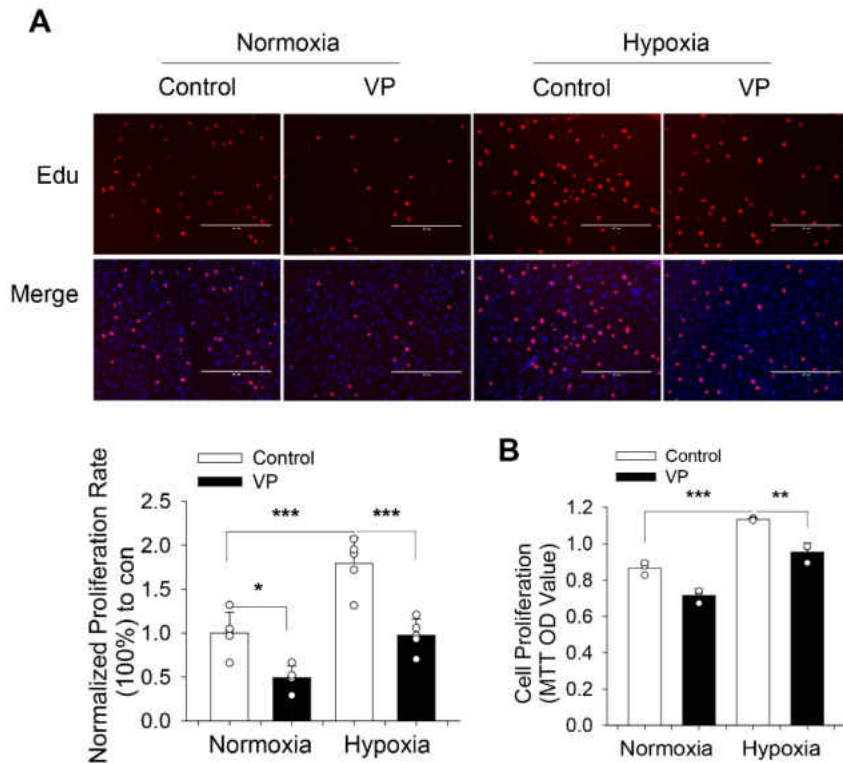 A
Normoxia Hypoxia
Control VP Control VP
Edu
Merge
Control
VP
Normalized Proliferation Rate
(100%) to con
2.5
2.0
1.5
1.0
0.5
0.0
*** ***
*
Normoxia Hypoxia
B
Control
VP
Cell Proliferation
(MTT OD Value)
1.2
1.0
0.8
0.6
0.4
0.2
0.0
*** **
Normoxia Hypoxia